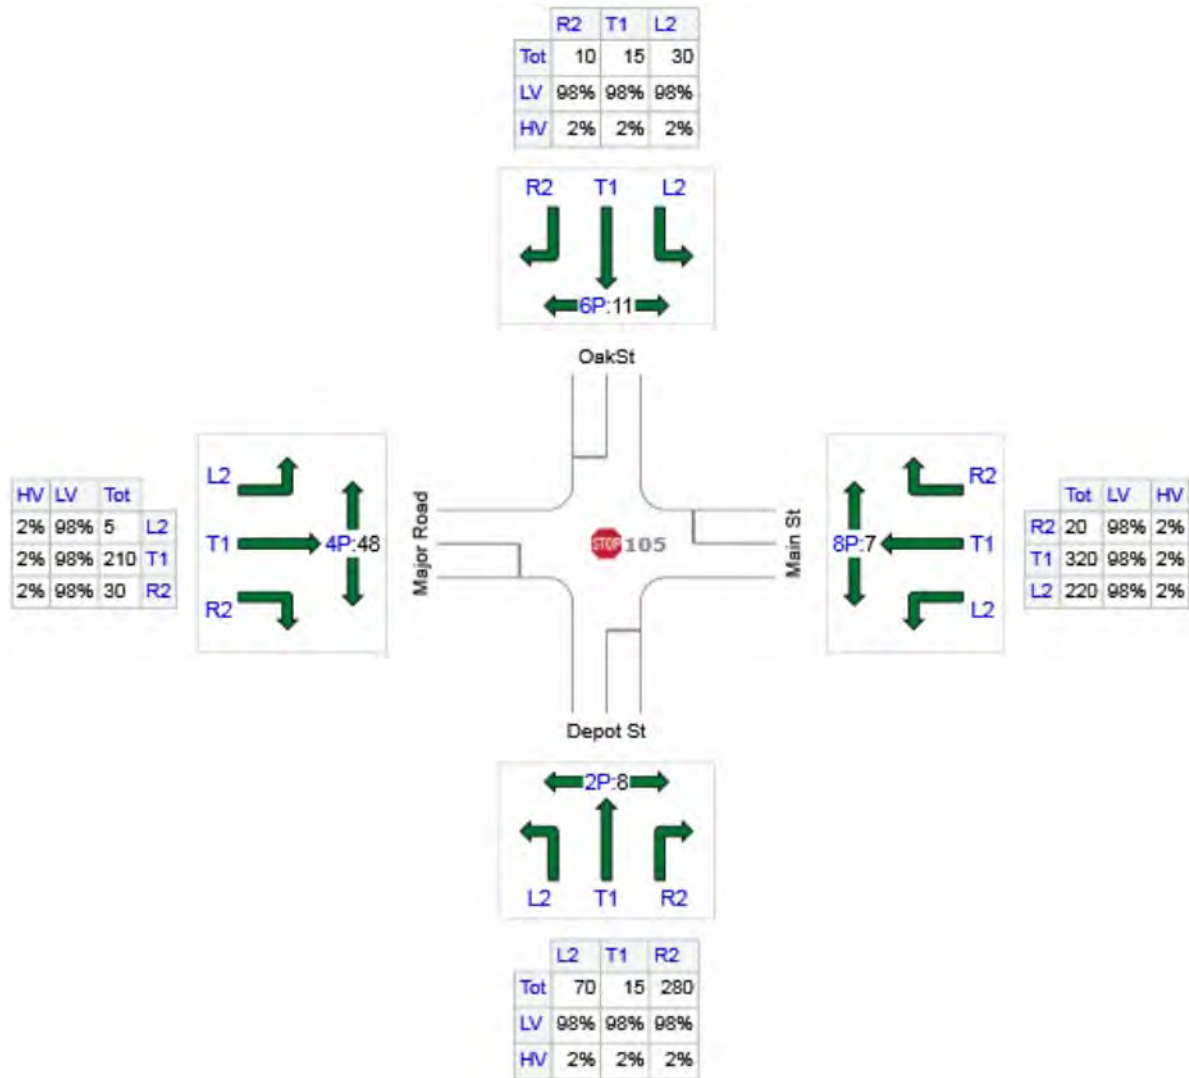 R2 T1 L2
Tot 10 15 30
LV 98% 98% 98%
HV 2% 2% 2%
R2 T1 L2
6P:11
OakSt
HV LV Tot
2% 98% 5 L2
2% 98% 210 T1
2% 98% 30 R2
L2
T1 4P:48
R2
Major Road
STOP 105
Main St
R2
8P:7 T1
L2
Tot LV HV
R2 20 98% 2%
T1 320 98% 2%
L2 220 98% 2%
Depot St
2P:8
L2 T1 R2
L2 T1 R2
Tot 70 15 280
LV 98% 98% 98%
HV 2% 2% 2%